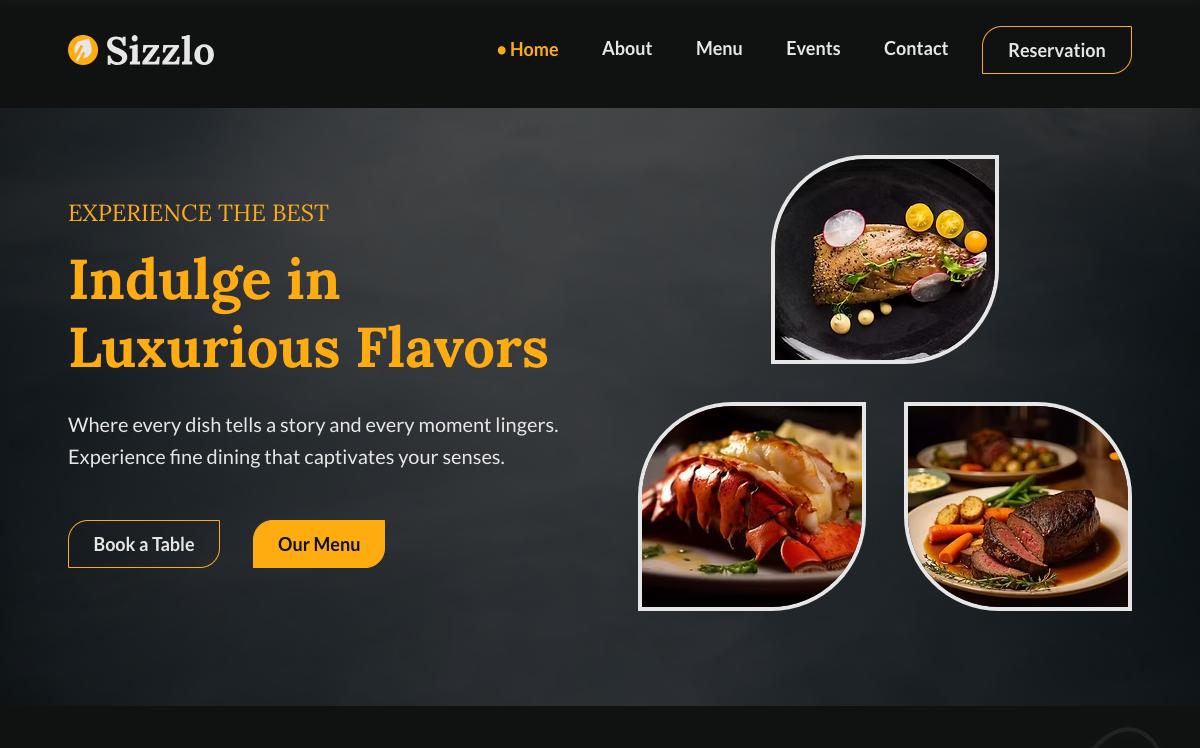 Sizzlo
Home
About
Menu
Events
Contact
Reservation
EXPERIENCE THE BEST
Indulge in
Luxurious Flavors
Where every dish tells a story and every moment lingers.
Experience fine dining that captivates your senses.
Book a Table
Our Menu